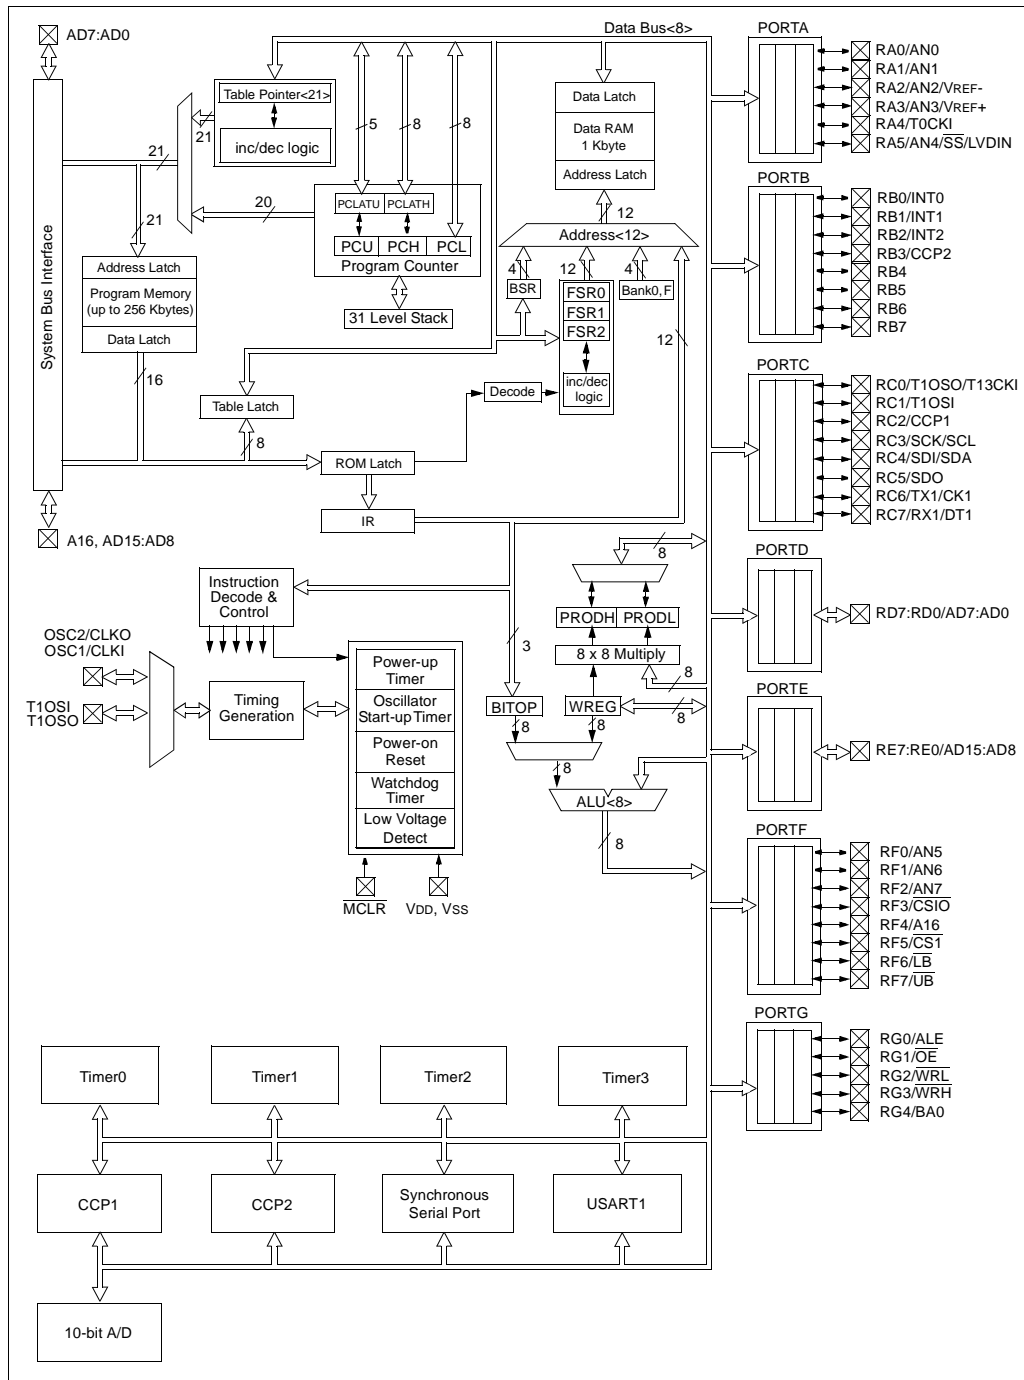 AD7:AD0
Data Bus<8>
Table Pointer<21>
inc/dec logic
21
21
21
20
5
8
8
PCLATU
PCLATH
PCU
PCH
PCL
Program Counter
31 Level Stack
System Bus Interface
Address Latch
Program Memory
(up to 256 Kbytes)
Data Latch
16
Table Latch
8
ROM Latch
IR
A16, AD15:AD8
Data Latch
Data RAM
1 Kbyte
Address Latch
12
Address<12>
4
12
4
BSR
FSR0
FSR1
FSR2
Bank0, F
inc/dec
logic
Decode
12
Instruction
Decode &
Control
OSC2/CLKO
OSC1/CLKI
T1OSI
T1OSO
Timing
Generation
Power-up
Timer
Oscillator
Start-up Timer
Power-on
Reset
Watchdog
Timer
Low Voltage
Detect
MCLR
VDD, VSS
8
PRODH
PRODL
8 x 8 Multiply
3
8
BITOP
WREG
8
8
8
8
ALU<8>
8
PORTA
RA0/AN0
RA1/AN1
RA2/AN2/VREF-
RA3/AN3/VREF+
RA4/T0CKI
RA5/AN4/SS/LVDIN
PORTB
RB0/INT0
RB1/INT1
RB2/INT2
RB3/CCP2
RB4
RB5
RB6
RB7
PORTC
RC0/T1OSO/T13CKI
RC1/T1OSI
RC2/CCP1
RC3/SCK/SCL
RC4/SDI/SDA
RC5/SDO
RC6/TX1/CK1
RC7/RX1/DT1
PORTD
RD7:RD0/AD7:AD0
PORTE
RE7:RE0/AD15:AD8
PORTF
RF0/AN5
RF1/AN6
RF2/AN7
RF3/CSIO
RF4/A16
RF5/CS1
RF6/LB
RF7/UB
PORTG
RG0/ALE
RG1/OE
RG2/WRL
RG3/WRH
RG4/BA0
Timer0
Timer1
Timer2
Timer3
CCP1
CCP2
Synchronous
Serial Port
USART1
10-bit A/D